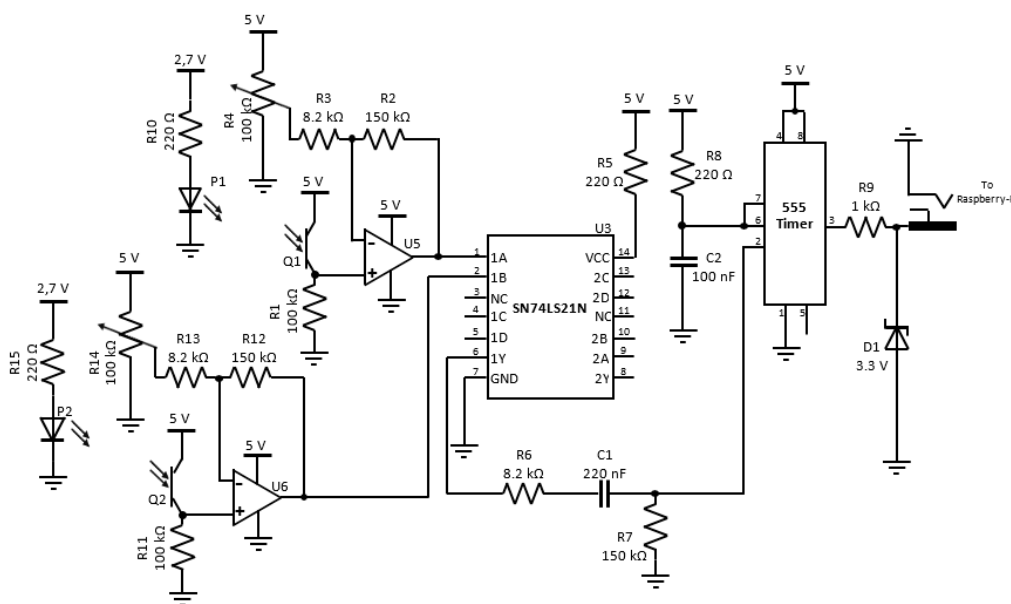 5 V
2,7 V
R10
220 Ω
P1
5 V
R4
100 kΩ
R3
8.2 kΩ
R2
150 kΩ
5 V
Q1
R1
100 kΩ
5 V
U5
-
+
2,7 V
R15
220 Ω
P2
5 V
R14
100 kΩ
R13
8.2 kΩ
R12
150 kΩ
5 V
Q2
R11
100 kΩ
5 V
U6
-
+
U3
SN74LS21N
1 1A
2 1B
3 NC
4 1C
5 1D
6 1Y
7 GND
VCC 14
2C 13
2D 12
NC 11
2B 10
2A 9
2Y 8
5 V
R5
220 Ω
5 V
R8
220 Ω
C2
100 nF
R6
8.2 kΩ
C1
220 nF
R7
150 kΩ
5 V
4 8
7
6
2
555
Timer
3
1 5
R9
1 kΩ
D1
3.3 V
To